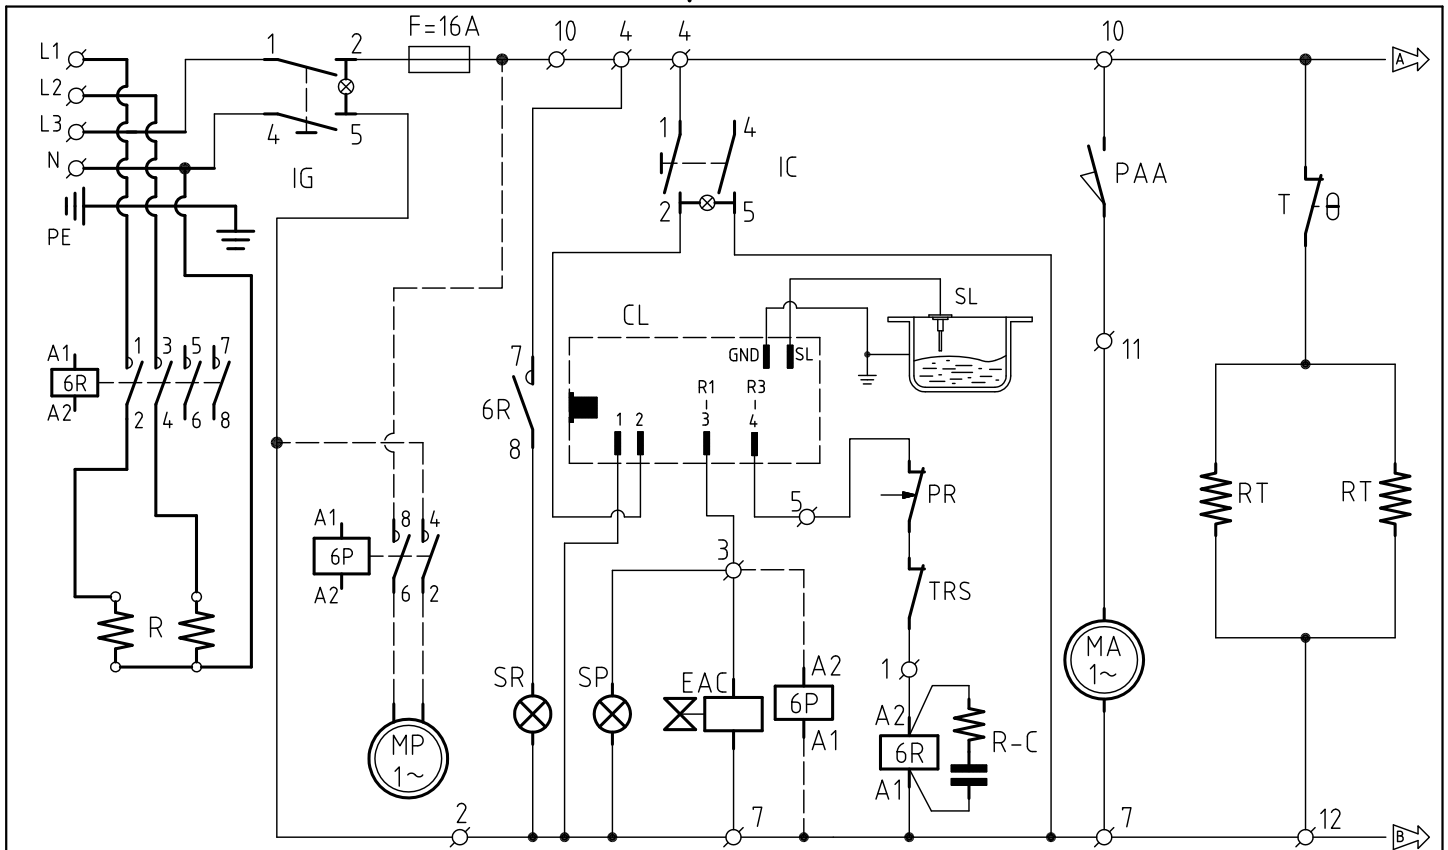 F=16A
10
4
4
10
L1
1
2
A
L2
L3
4
5
1
4
N
IG
IC
PAA
PE
2
5
T
θ
CL
SL
GND
SL
11
A1
1
3
5
7
7
6R
R1
R3
6R
A2
2
4
6
8
1
2
3
4
8
RT
RT
5
PR
A1
8
4
6P
3
A2
6
2
TRS
R
1
MA
1~
SR
SP
EAC
A2
6P
A2
MP
1~
A1
6R
R-C
A1
2
7
7
12
B